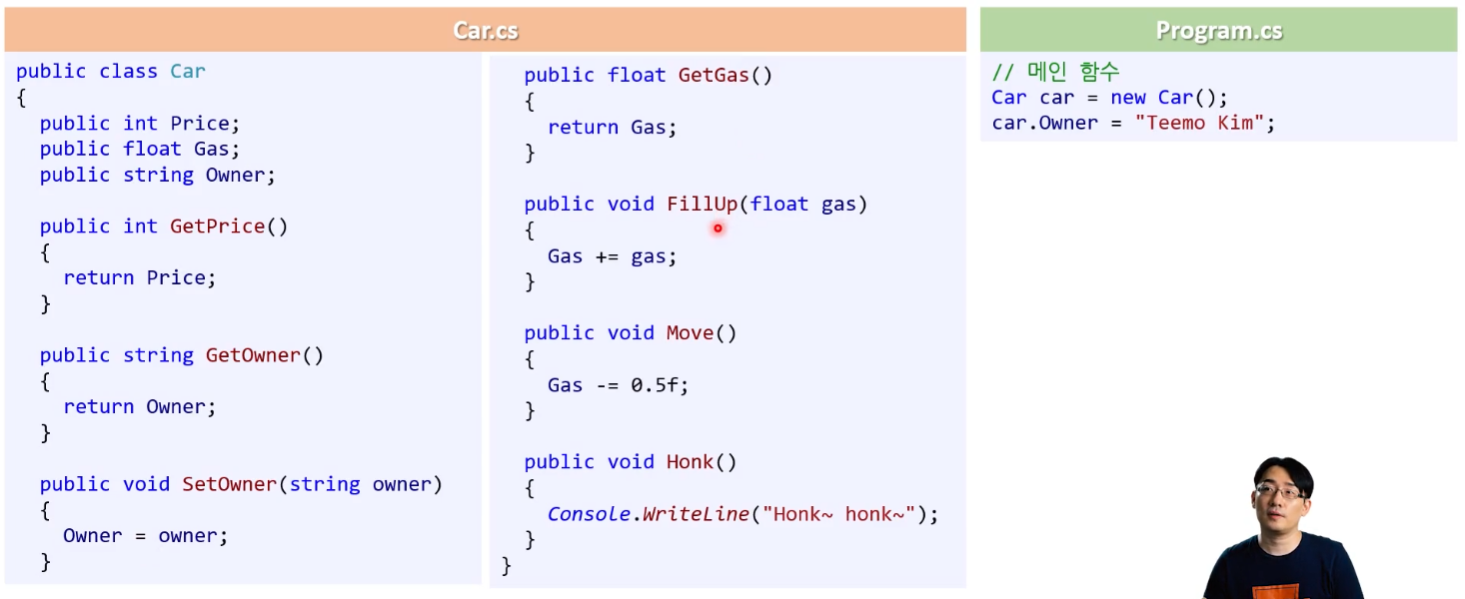 Car.cs
public class Car
{
public int Price;
public float Gas;
public string Owner;
public int GetPrice()
{
return Price;
}
public string GetOwner()
{
return Owner;
}
public void SetOwner(string owner)
{
Owner = owner;
}
public float GetGas()
{
return Gas;
}
public void FillUp(float gas)
{
Gas += gas;
}
public void Move()
{
Gas -= 0.5f;
}
public void Honk()
{
Console.WriteLine("Honk~ honk~");
}
}
Program.cs
// 메인 함수
Car car = new Car();
car.Owner = "Teemo Kim";